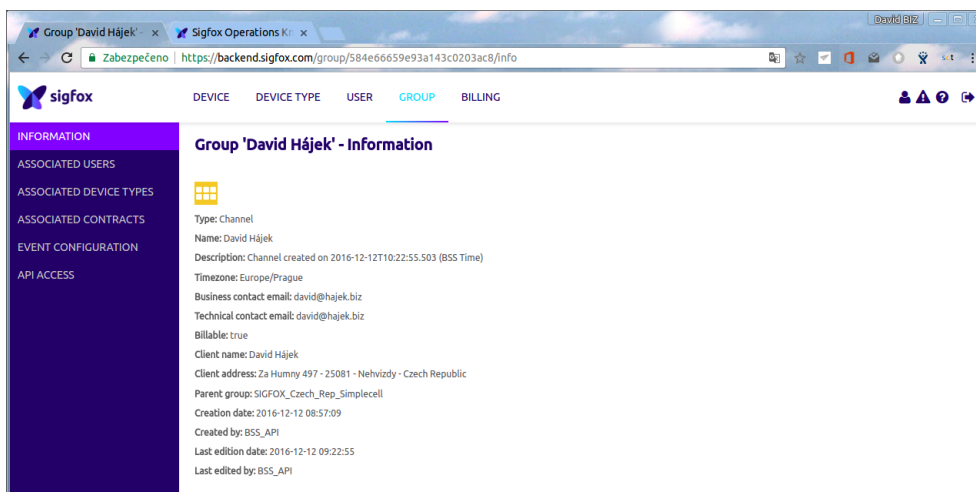 David BIZ
Group 'David Hájek' -
Sigfox Operations Kr
Zabezpečeno https://backend.sigfox.com/group/584e66659e93a143c0203ac8/info
sigfox DEVICE DEVICE TYPE USER GROUP BILLING
INFORMATION
ASSOCIATED USERS
ASSOCIATED DEVICE TYPES
ASSOCIATED CONTRACTS
EVENT CONFIGURATION
API ACCESS
Group 'David Hájek' - Information
Type: Channel
Name: David Hájek
Description: Channel created on 2016-12-12T10:22:55.503 (BSS Time)
Timezone: Europe/Prague
Business contact email: david@hajek.biz
Technical contact email: david@hajek.biz
Billable: true
Client name: David Hájek
Client address: Za Humny 497 - 25081 - Nehvizdy - Czech Republic
Parent group: SIGFOX_Czech_Rep_Simplecell
Creation date: 2016-12-12 08:57:09
Created by: BSS_API
Last edition date: 2016-12-12 09:22:55
Last edited by: BSS_API